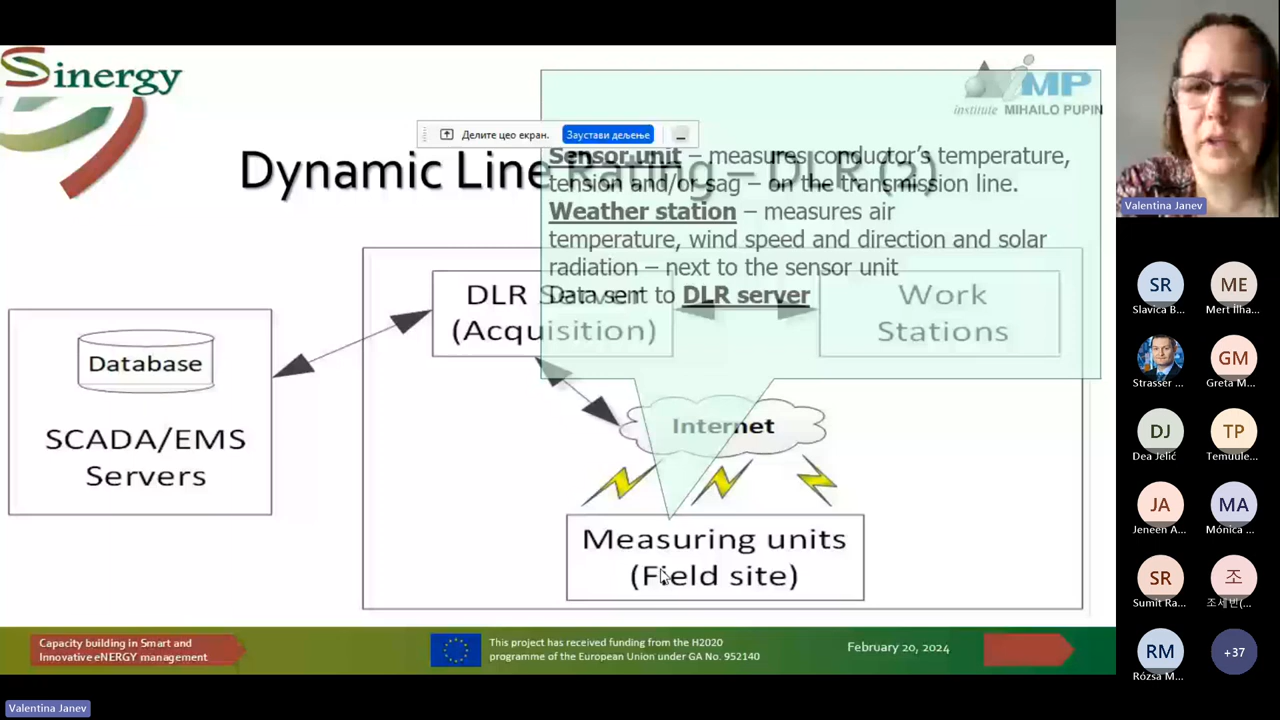 Sinergy
MP
institute MIHAILO PUPIN
Делите цео екран.
Заустави дељење
Dynamic Line Rating – DLR (2)
Sensor unit – measures conductor's temperature,
tension and/or sag – on the transmission line.
Weather station – measures air
temperature, wind speed and direction and solar
radiation – next to the sensor unit
Data sent to DLR server
DLR Server
(Acquisition)
Work
Stations
Database
SCADA/EMS
Servers
Internet
Measuring units
(Field site)
Capacity building in Smart and
Innovative eNERGY management
This project has received funding from the H2020
programme of the European Union under GA No. 952140
February 20, 2024
Valentina Janev
Valentina Janev
SR
Slavica B...
ME
Mert Ilha...
Strasser ...
GM
Greta M...
DJ
Dea Jelić
TP
Temuule...
JA
Jeneen A...
MA
Mónica ...
SR
Sumit Ra...
조
조세빈(...
RM
Rózsa M...
+37